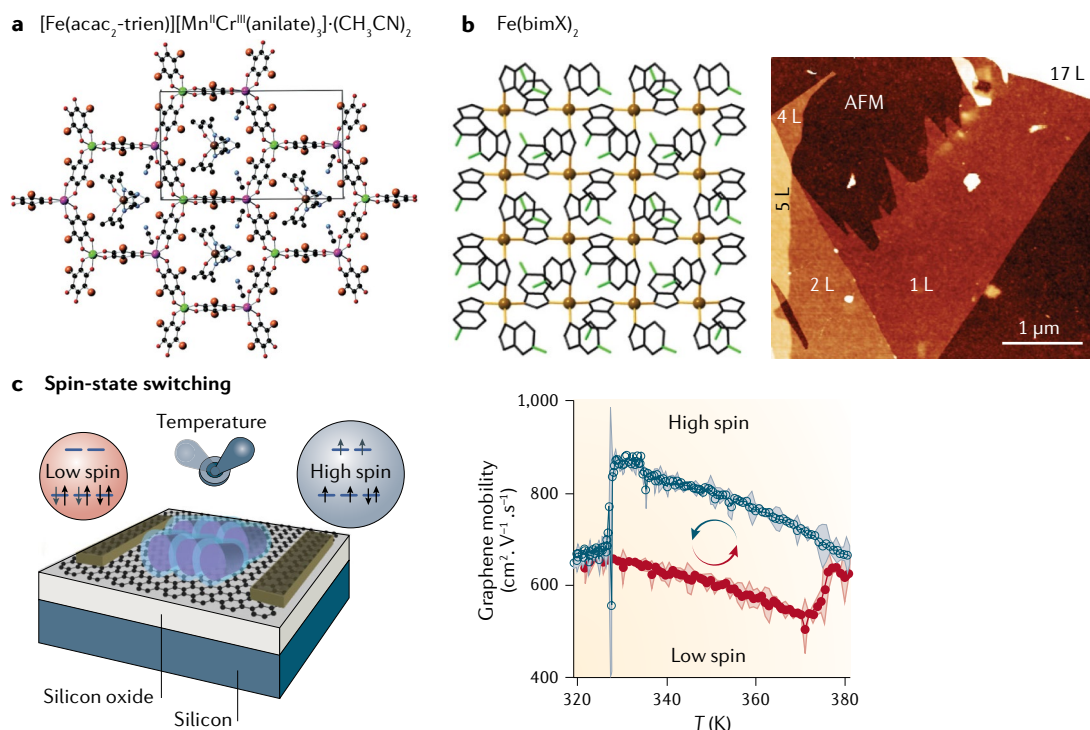 a [Fe(acac₂-trien)][MnᴵᴵCrᴵᴵᴵ(anilate)₃]·(CH₃CN)₂
b Fe(bimX)₂
17 L
AFM
4 L
5 L
2 L
1 L
1 µm
c Spin-state switching
Temperature
Low spin
High spin
Silicon oxide
Silicon
Graphene mobility
(cm². V⁻¹ .s⁻¹)
1,000
800
600
400
High spin
Low spin
320
340
360
380
T (K)